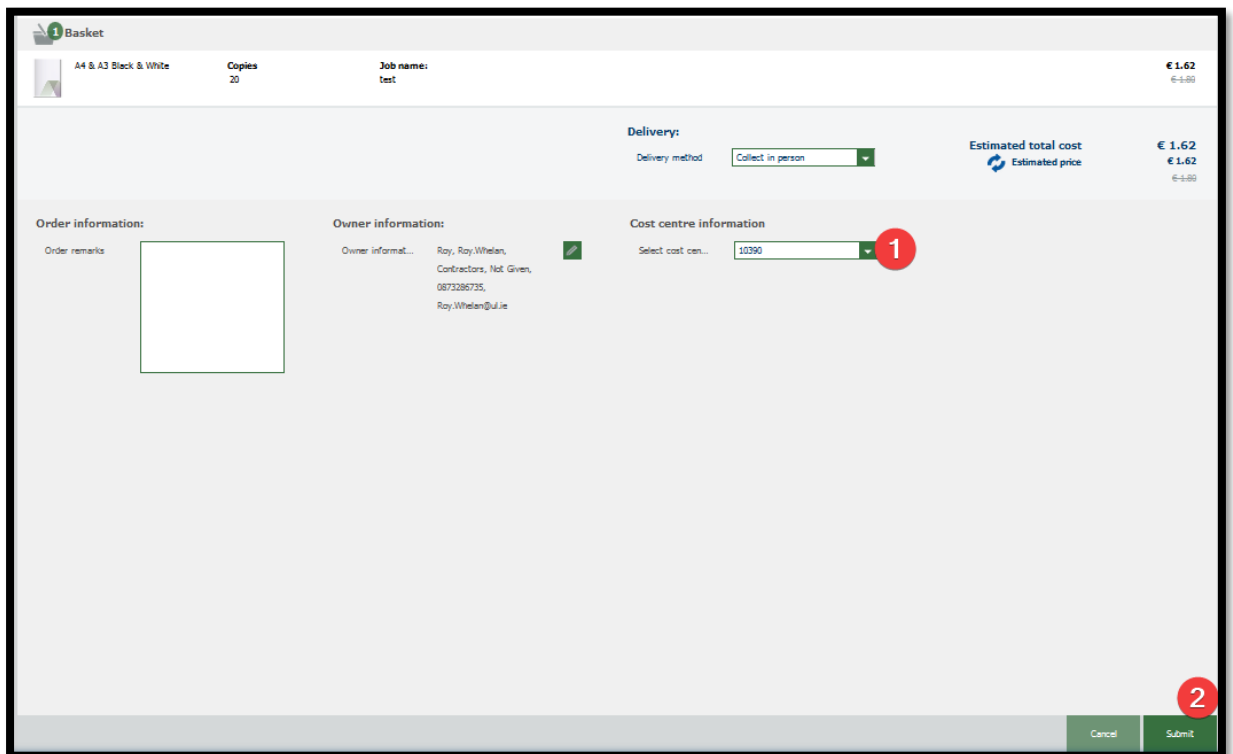 1 Basket
A4 & A3 Black & White
Copies
20
Job name:
test
€ 1.62
€ 1.80
Delivery:
Delivery method
Collect in person
Estimated total cost
€ 1.62
Estimated price
€ 1.62
€ 1.80
Order information:
Order remarks
Owner information:
Owner informat...
Roy, Roy.Whelan,
Contractors, Not Given,
0873286735,
Roy.Whelan@ul.ie
Cost centre information
Select cost cen...
10390
1
2
Cancel
Submit